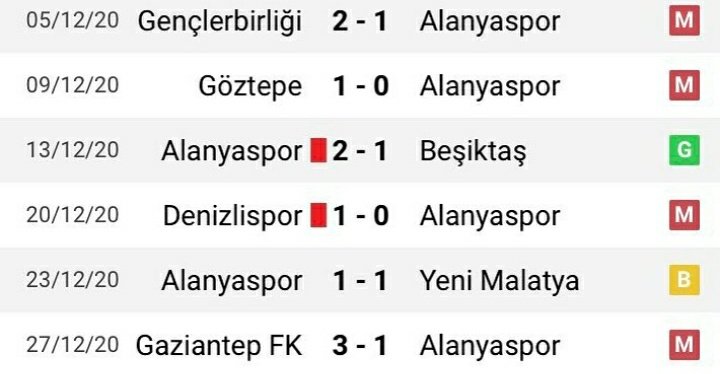 05/12/20 Gençlerbirliği 2 - 1 Alanyaspor M
09/12/20 Göztepe 1 - 0 Alanyaspor M
13/12/20 Alanyaspor 2 - 1 Beşiktaş G
20/12/20 Denizlispor 1 - 0 Alanyaspor M
23/12/20 Alanyaspor 1 - 1 Yeni Malatya B
27/12/20 Gaziantep FK 3 - 1 Alanyaspor M